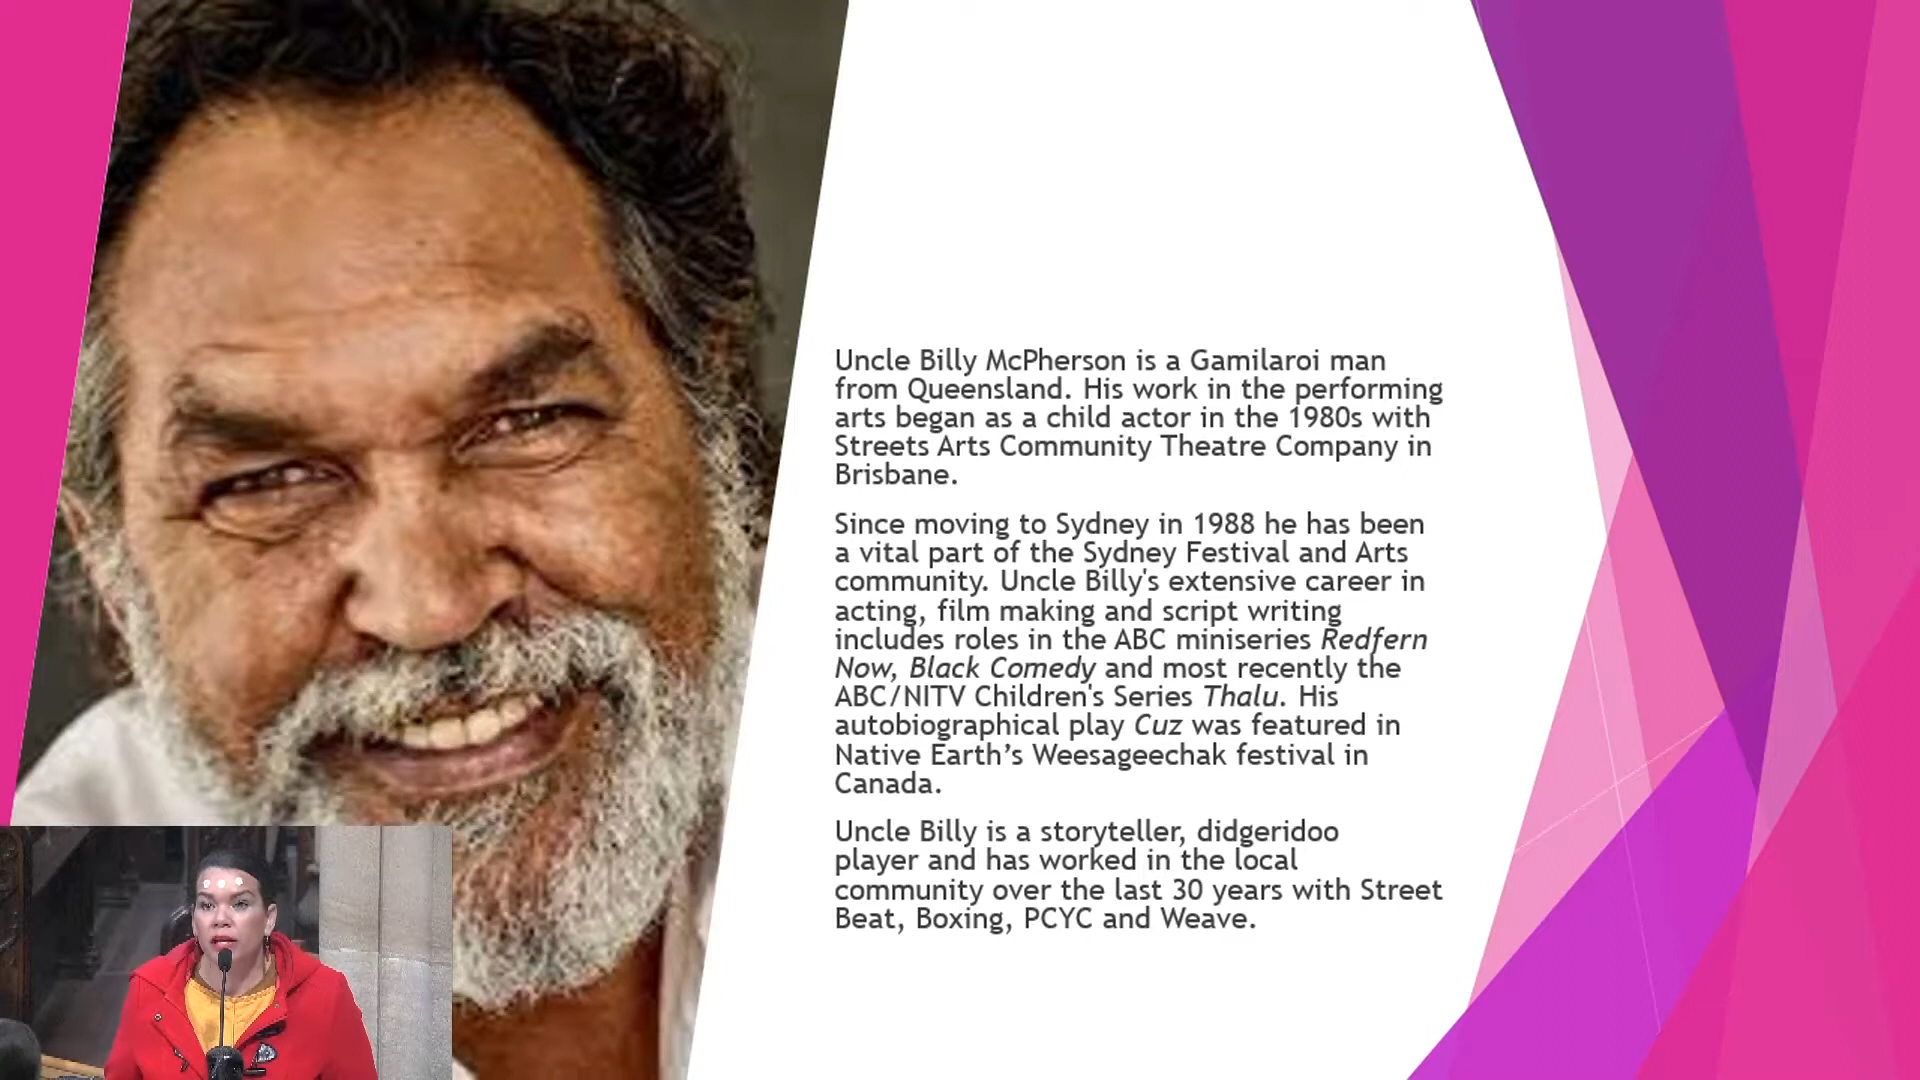 Uncle Billy McPherson is a Gamilaroi man
from Queensland. His work in the performing
arts began as a child actor in the 1980s with
Streets Arts Community Theatre Company in
Brisbane.
Since moving to Sydney in 1988 he has been
a vital part of the Sydney Festival and Arts
community. Uncle Billy's extensive career in
acting, film making and script writing
includes roles in the ABC miniseries Redfern
Now, Black Comedy and most recently the
ABC/NITV Children's Series Thalu. His
autobiographical play Cuz was featured in
Native Earth’s Weesageechak festival in
Canada.
Uncle Billy is a storyteller, didgeridoo
player and has worked in the local
community over the last 30 years with Street
Beat, Boxing, PCYC and Weave.